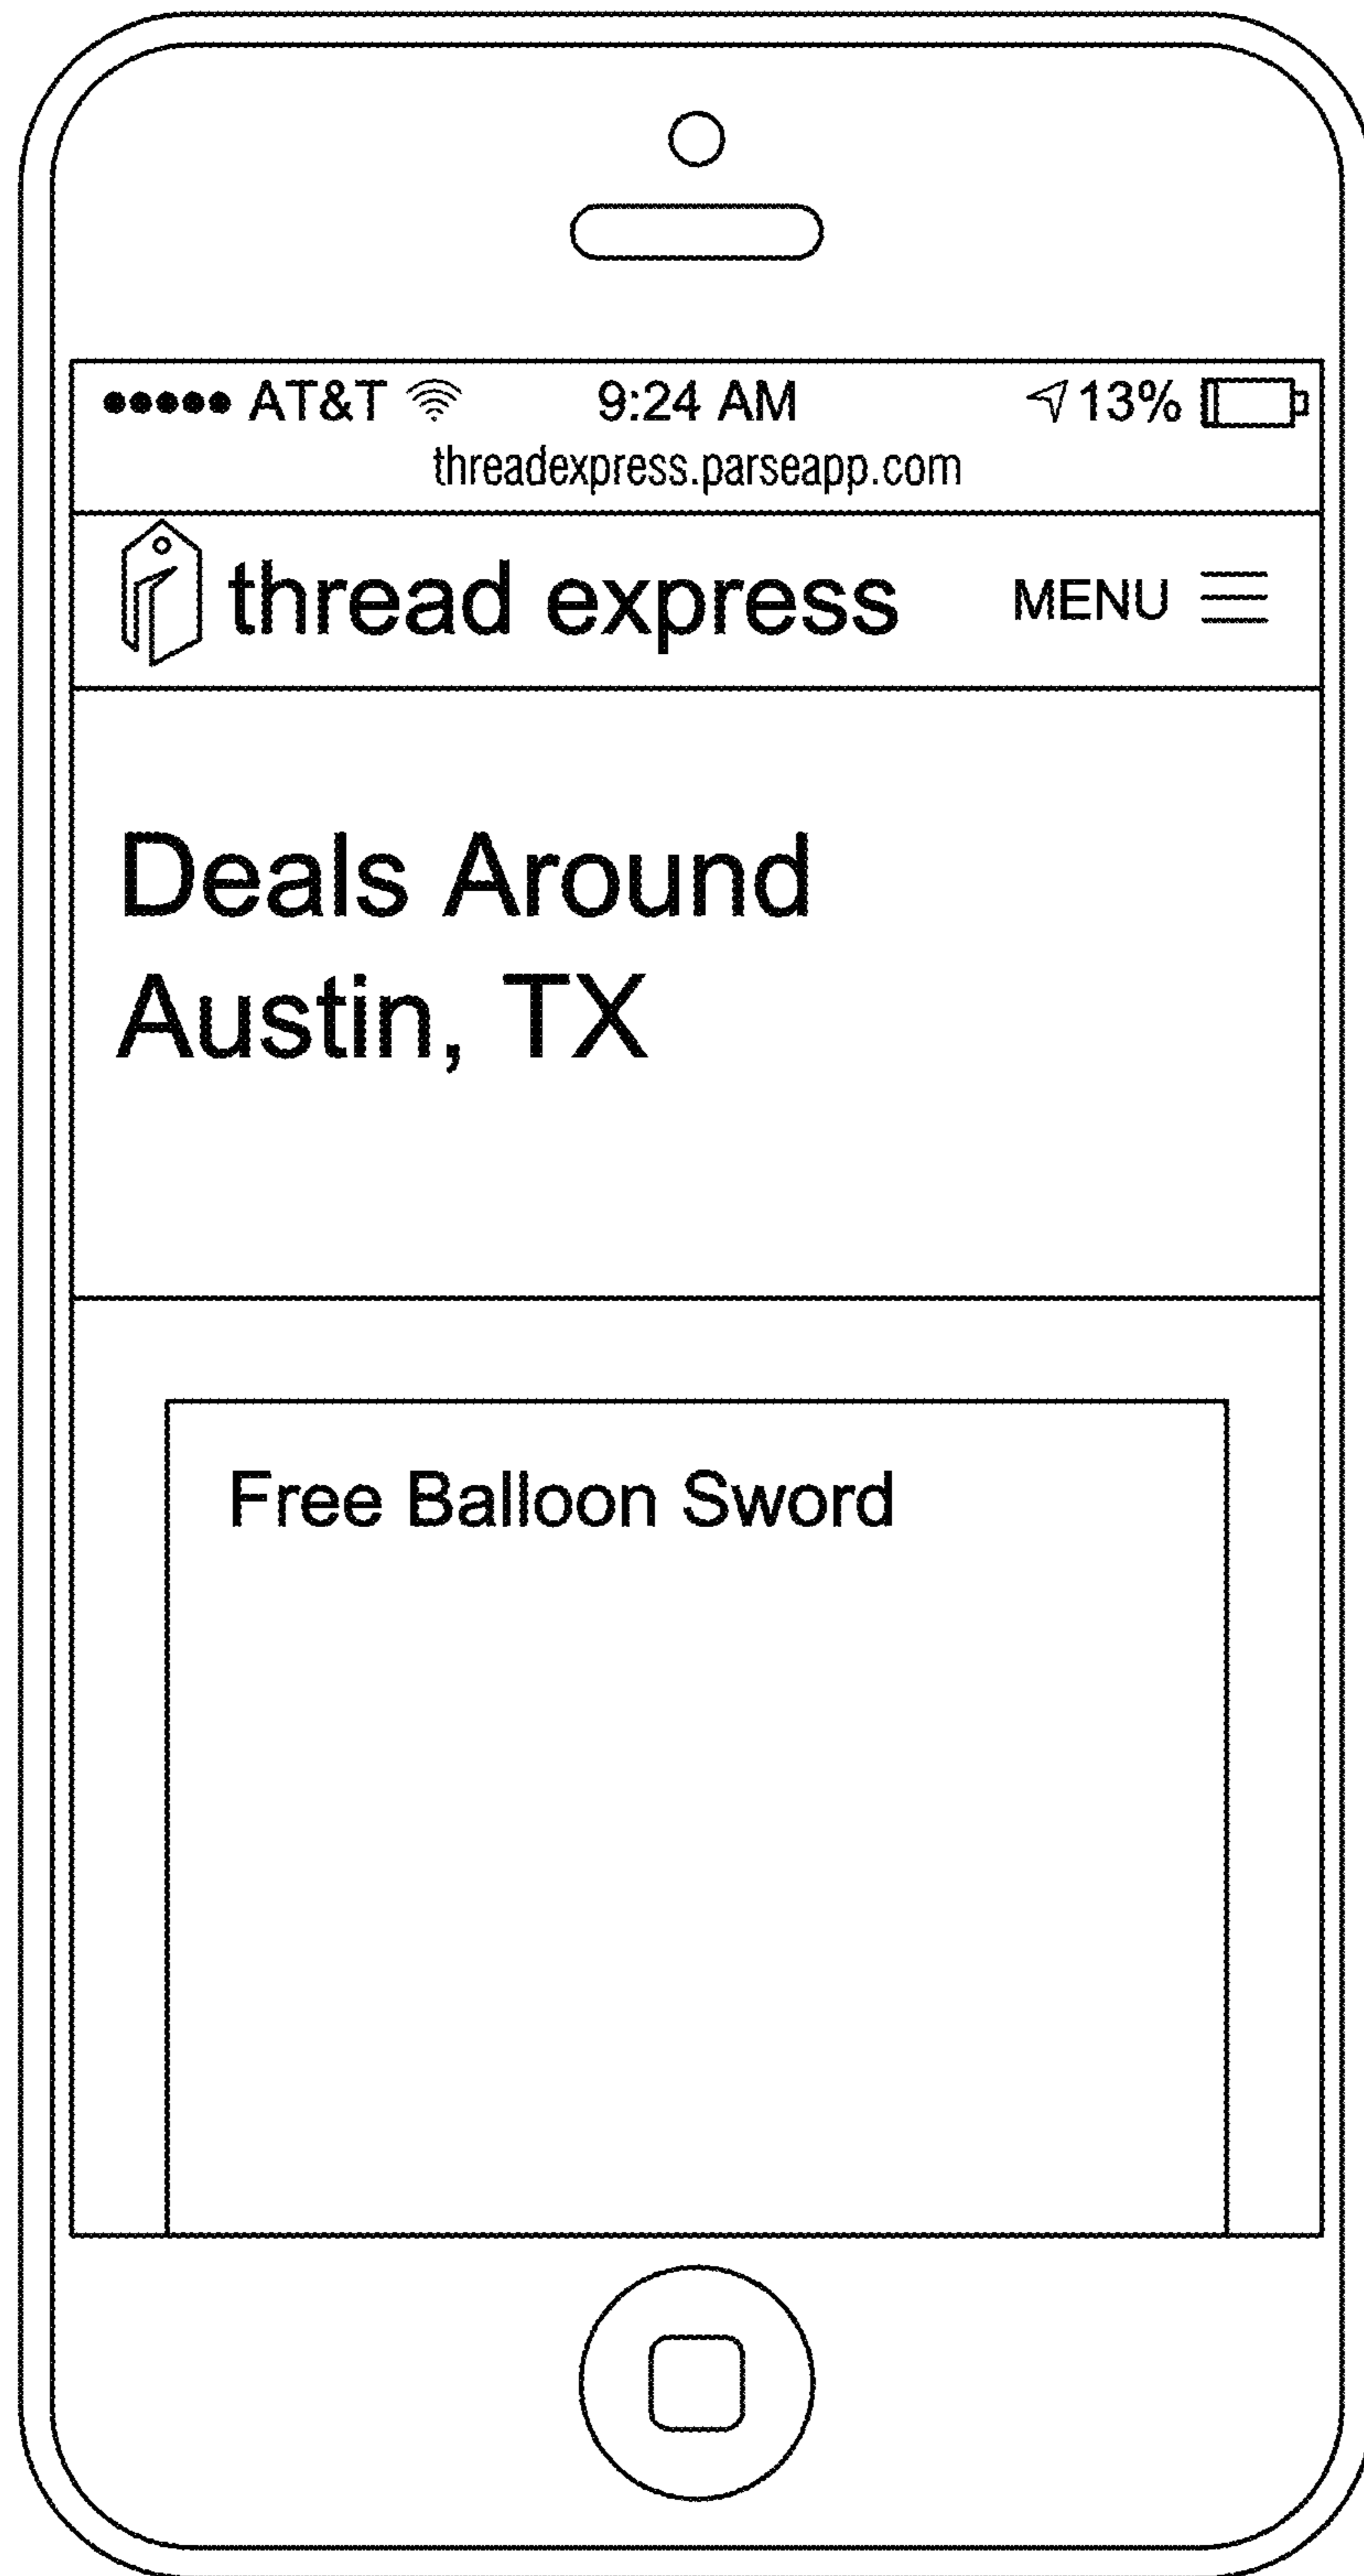 AT&T 9:24 AM 13%
threadexpress.parseapp.com
thread express MENU
Deals Around
Austin, TX
Free Balloon Sword